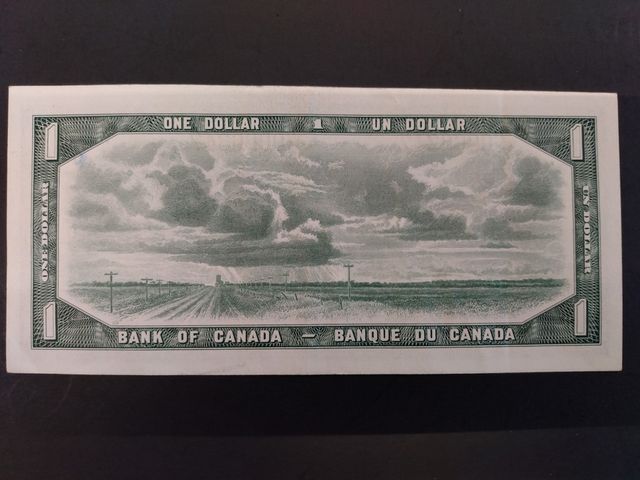 ONE DOLLAR 1 UN DOLLAR
1 1
ONE DOLLAR
UN DOLLAR
1 1
BANK OF CANADA – BANQUE DU CANADA